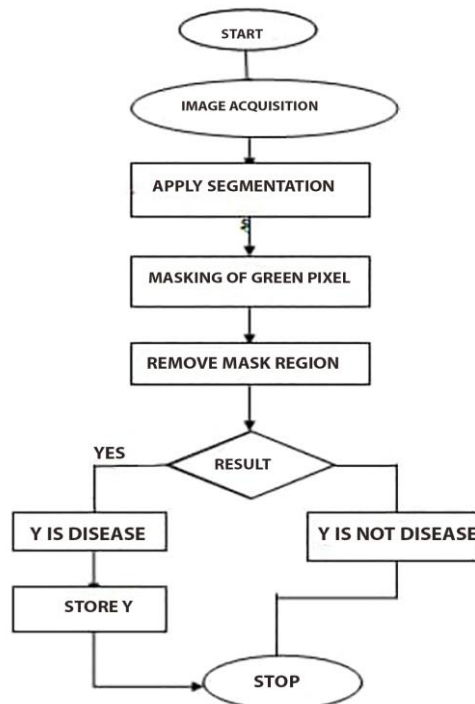 START
IMAGE ACQUISITION
APPLY SEGMENTATION
MASKING OF GREEN PIXEL
REMOVE MASK REGION
YES
RESULT
Y IS DISEASE
Y IS NOT DISEASE
STORE Y
STOP